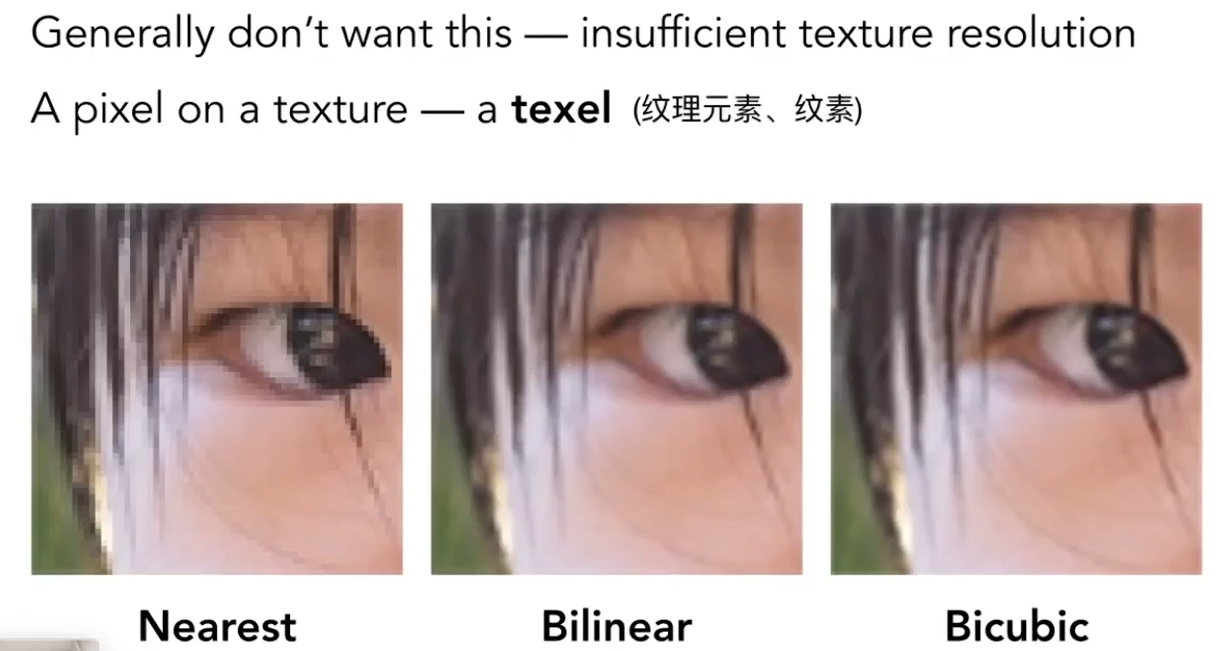 Generally don’t want this — insufficient texture resolution
A pixel on a texture — a texel (纹理元素、纹素)
Nearest
Bilinear
Bicubic